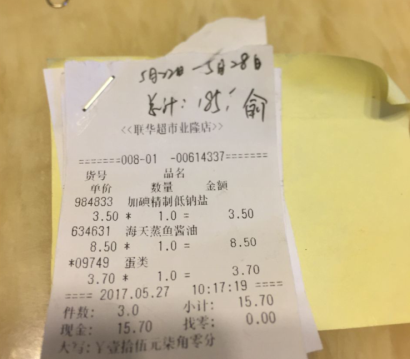 5月22日－5月28日
总计：185.1 俞
<<联华超市业隆店>>
=======008-01 -00614337======
货号 品名
单价 数量 金额
984833 加碘精制低钠盐
3.50 * 1.0 = 3.50
634631 海天蒸鱼酱油
8.50 * 1.0 = 8.50
*09749 蛋类
3.70 * 1.0 = 3.70
==== 2017.05.27 10:17:19 ====
件数: 3.0 小计: 15.70
现金: 15.70 找零: 0.00
大写:￥壹拾伍元柒角零分